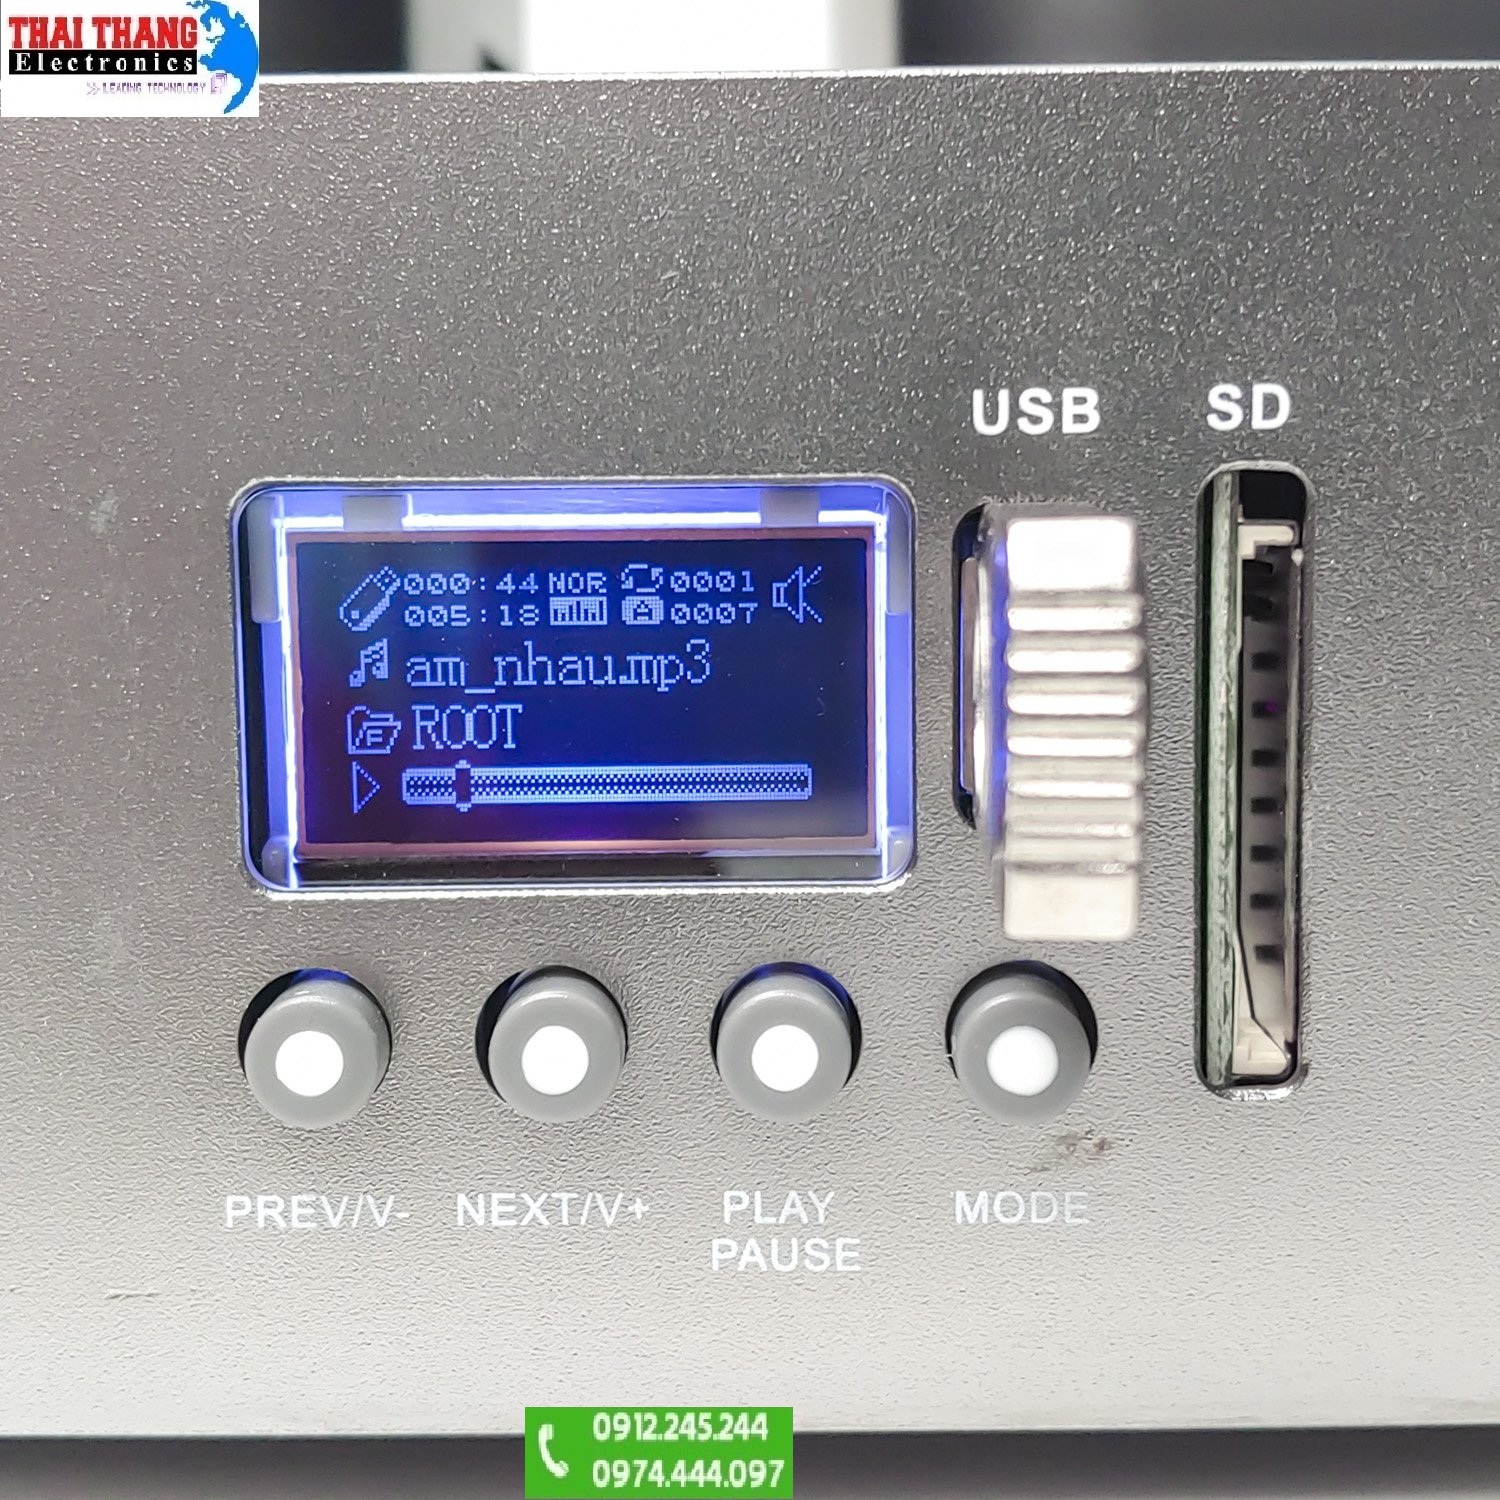 THAI THANG
Electronics
LEADING TECHNOLOGY
USB SD
000:44 NOR 0001
005:18 0007
am_nhau.mp3
ROOT
PREV/V- NEXT/V+ PLAY PAUSE MODE
0912.245.244
0974.444.097